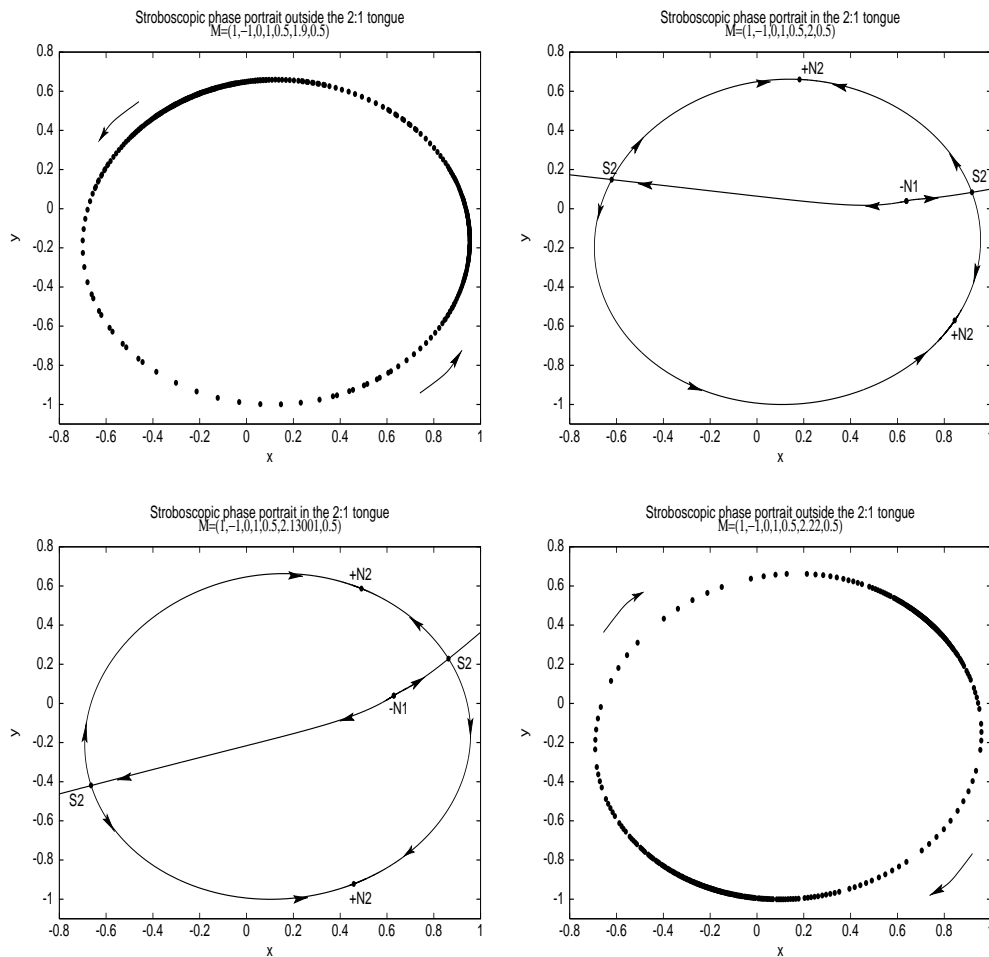 Stroboscopic phase portrait outside the 2:1 tongue
M=(1,−1,0,1,0.5,1.9,0.5)
0.8
0.6
0.4
0.2
0
-0.2
-0.4
-0.6
-0.8
-1
y
-0.8 -0.6 -0.4 -0.2 0 0.2 0.4 0.6 0.8 1
x
Stroboscopic phase portrait in the 2:1 tongue
M=(1,−1,0,1,0.5,2,0.5)
0.8
0.6
0.4
0.2
0
-0.2
-0.4
-0.6
-0.8
-1
y
+N2
S2
-N1
S2
+N2
-0.8 -0.6 -0.4 -0.2 0 0.2 0.4 0.6 0.8 1
x
Stroboscopic phase portrait in the 2:1 tongue
M=(1,−1,0,1,0.5,2.13001,0.5)
0.8
0.6
0.4
0.2
0
-0.2
-0.4
-0.6
-0.8
-1
y
+N2
S2
-N1
S2
+N2
-0.8 -0.6 -0.4 -0.2 0 0.2 0.4 0.6 0.8 1
x
Stroboscopic phase portrait outside the 2:1 tongue
M=(1,−1,0,1,0.5,2.22,0.5)
0.8
0.6
0.4
0.2
0
-0.2
-0.4
-0.6
-0.8
-1
y
-0.8 -0.6 -0.4 -0.2 0 0.2 0.4 0.6 0.8 1
x